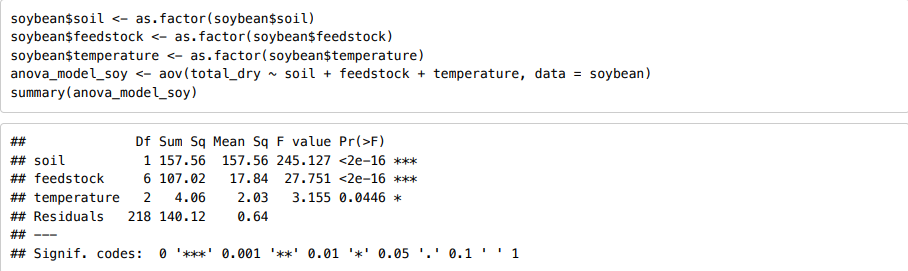 soybean$soil <- as.factor(soybean$soil)
soybean$feedstock <- as.factor(soybean$feedstock)
soybean$temperature <- as.factor(soybean$temperature)
anova_model_soy <- aov(total_dry ~ soil + feedstock + temperature, data = soybean)
summary(anova_model_soy)
##              Df Sum Sq Mean Sq F value Pr(>F)
## soil          1 157.56  157.56 245.127 <2e-16 ***
## feedstock     6 107.02   17.84  27.751 <2e-16 ***
## temperature   2   4.06    2.03   3.155 0.0446 *
## Residuals   218 140.12    0.64
## ---
## Signif. codes:  0 '***' 0.001 '**' 0.01 '*' 0.05 '.' 0.1 ' ' 1